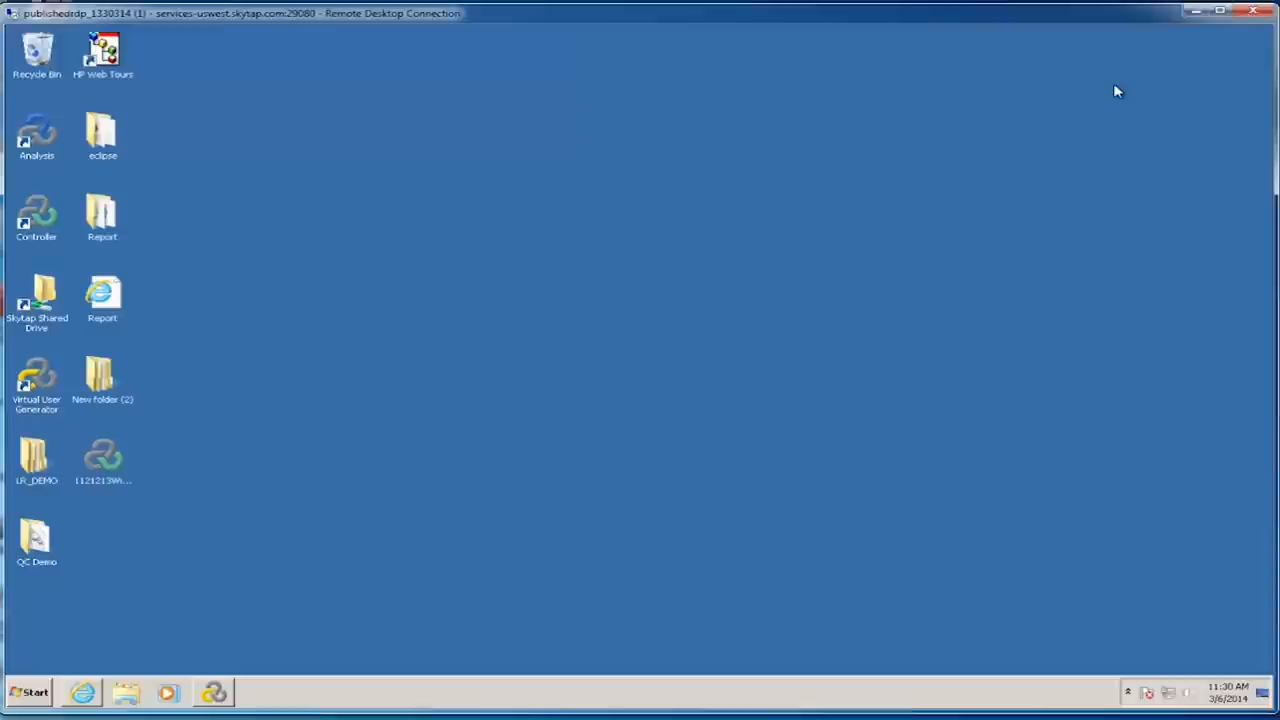 publishedrdp_1330314 (1) - services-uswest.skytap.com:29080 - Remote Desktop Connection
Recycle Bin
HP Web Tours
Analysis
eclipse
Controller
Report
Skytap Shared
Drive
Report
Virtual User
Generator
New folder (2)
LR_DEMO
1121213Wi...
QC Demo
Start
11:30 AM
3/6/2014